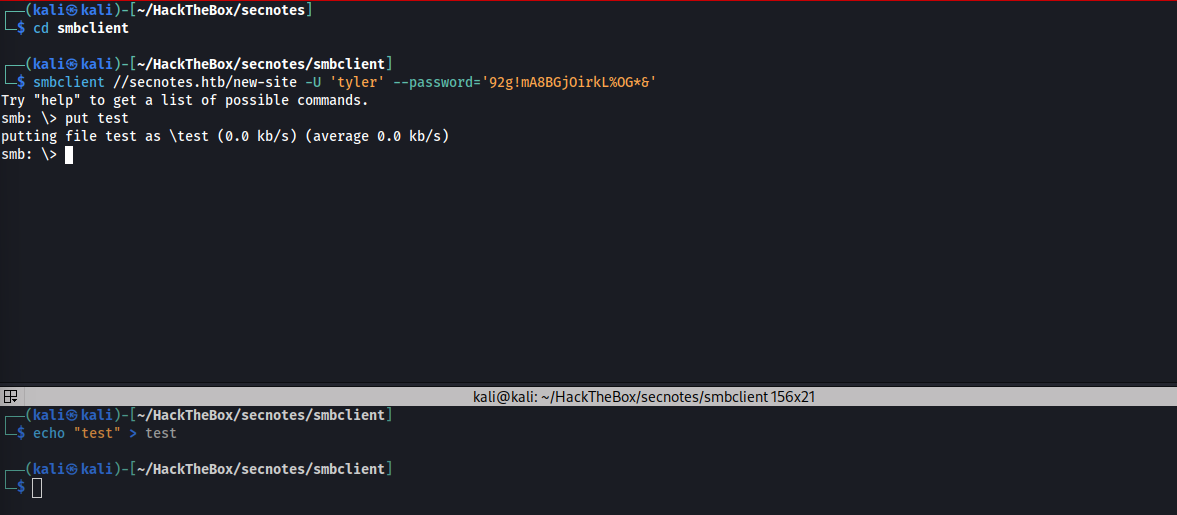 ┌──(kali㉿kali)-[~/HackTheBox/secnotes]
└─$ cd smbclient
┌──(kali㉿kali)-[~/HackTheBox/secnotes/smbclient]
└─$ smbclient //secnotes.htb/new-site -U 'tyler' --password='92g!mA8BGjOirkL%OG*&'
Try "help" to get a list of possible commands.
smb: \> put test
putting file test as \test (0.0 kb/s) (average 0.0 kb/s)
smb: \>
kali@kali: ~/HackTheBox/secnotes/smbclient 156x21
┌──(kali㉿kali)-[~/HackTheBox/secnotes/smbclient]
└─$ echo "test" > test
┌──(kali㉿kali)-[~/HackTheBox/secnotes/smbclient]
└─$